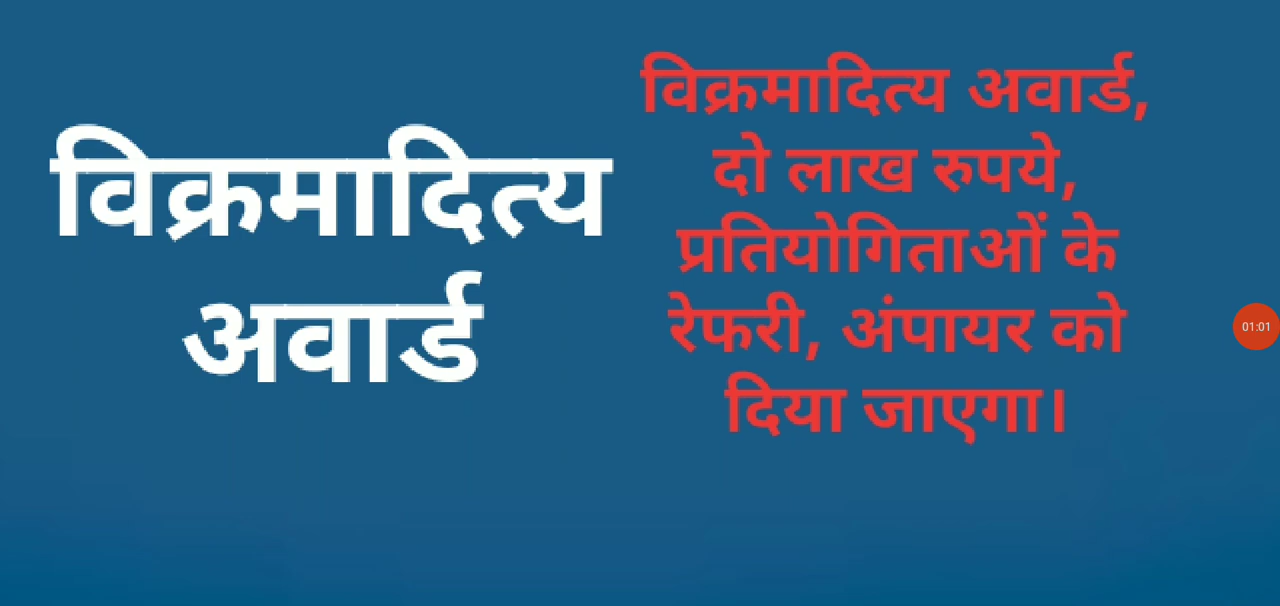 विक्रमादित्य
अवार्ड
विक्रमादित्य अवार्ड,
दो लाख रुपये,
प्रतियोगिताओं के
रेफरी, अंपायर को
दिया जाएगा।
01:01